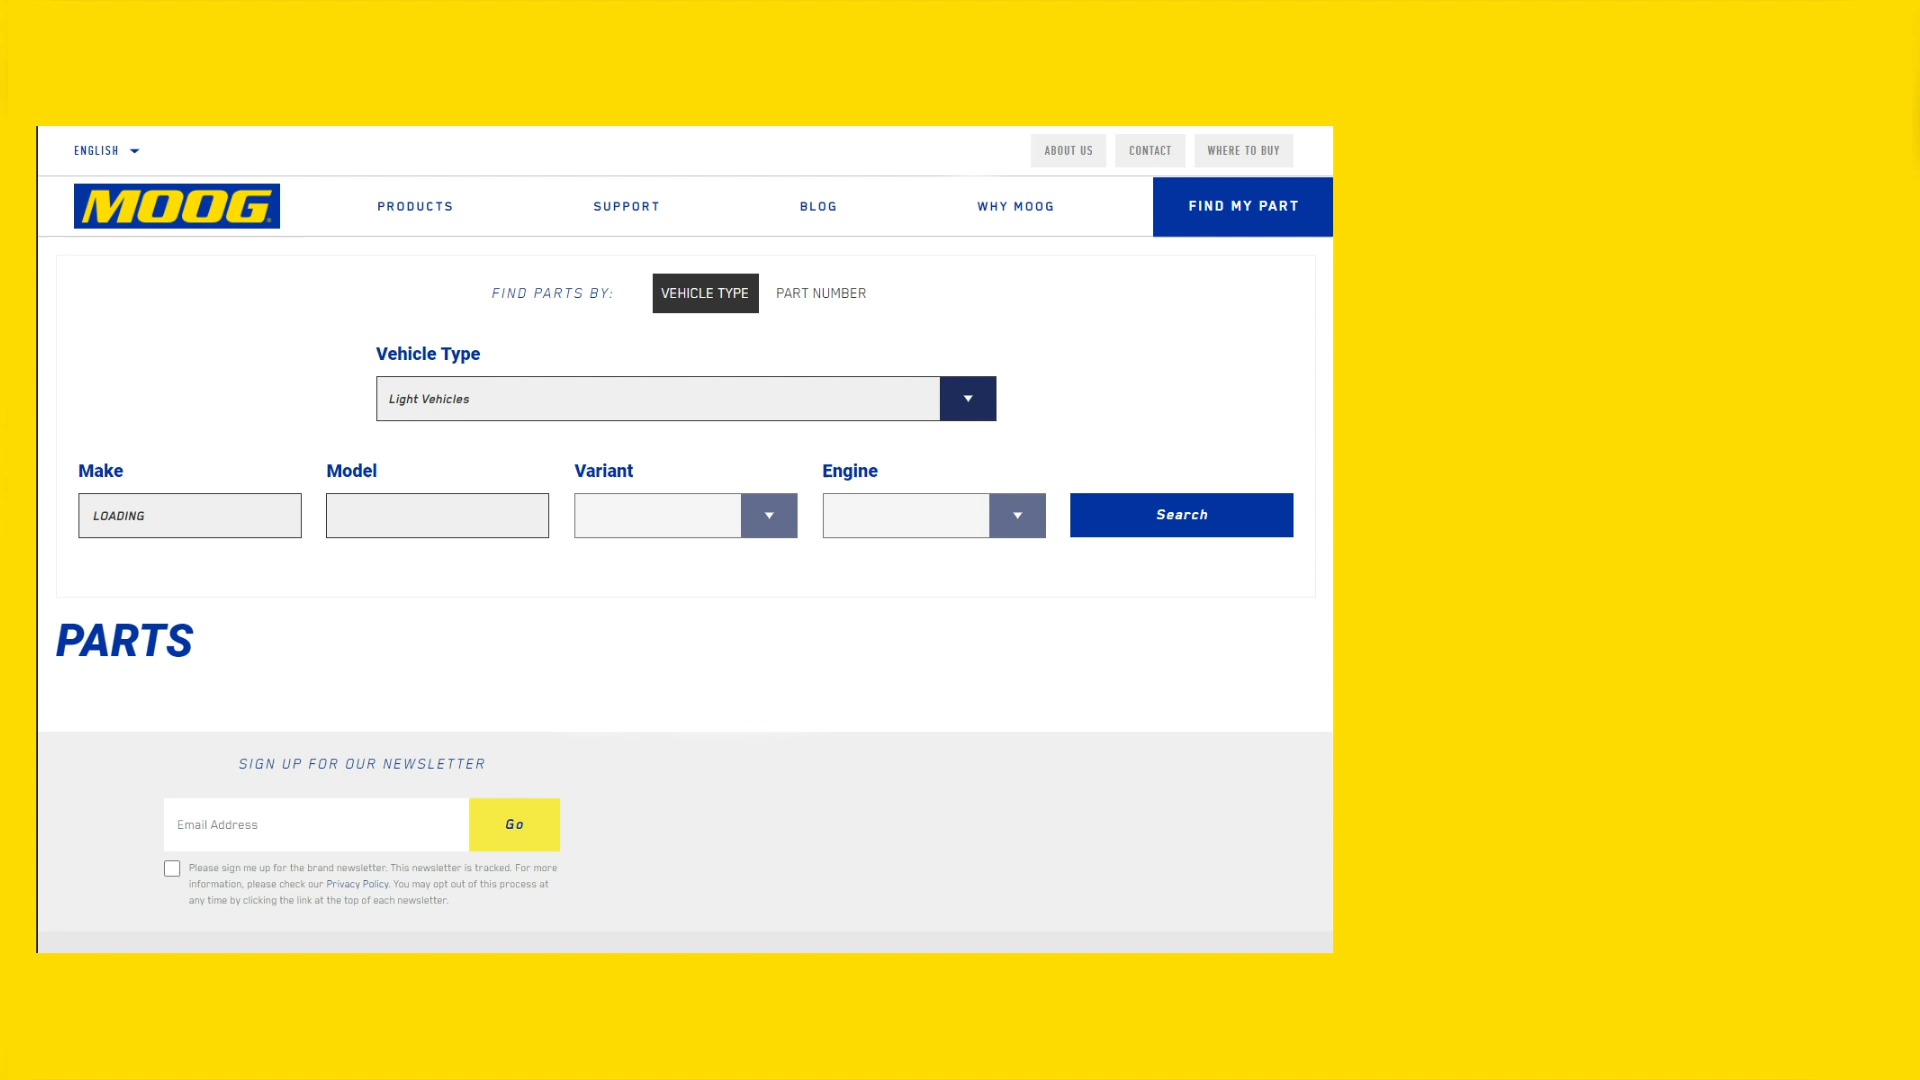 ENGLISH
ABOUT US CONTACT WHERE TO BUY
MOOG
PRODUCTS SUPPORT BLOG WHY MOOG FIND MY PART
FIND PARTS BY: VEHICLE TYPE PART NUMBER
Vehicle Type
Light Vehicles
Make Model Variant Engine
LOADING Search
PARTS
SIGN UP FOR OUR NEWSLETTER
Email Address Go
Please sign me up for the brand newsletter. This newsletter is tracked. For more
information, please check our Privacy Policy. You may opt out of this process at
any time by clicking the link at the top of each newsletter.